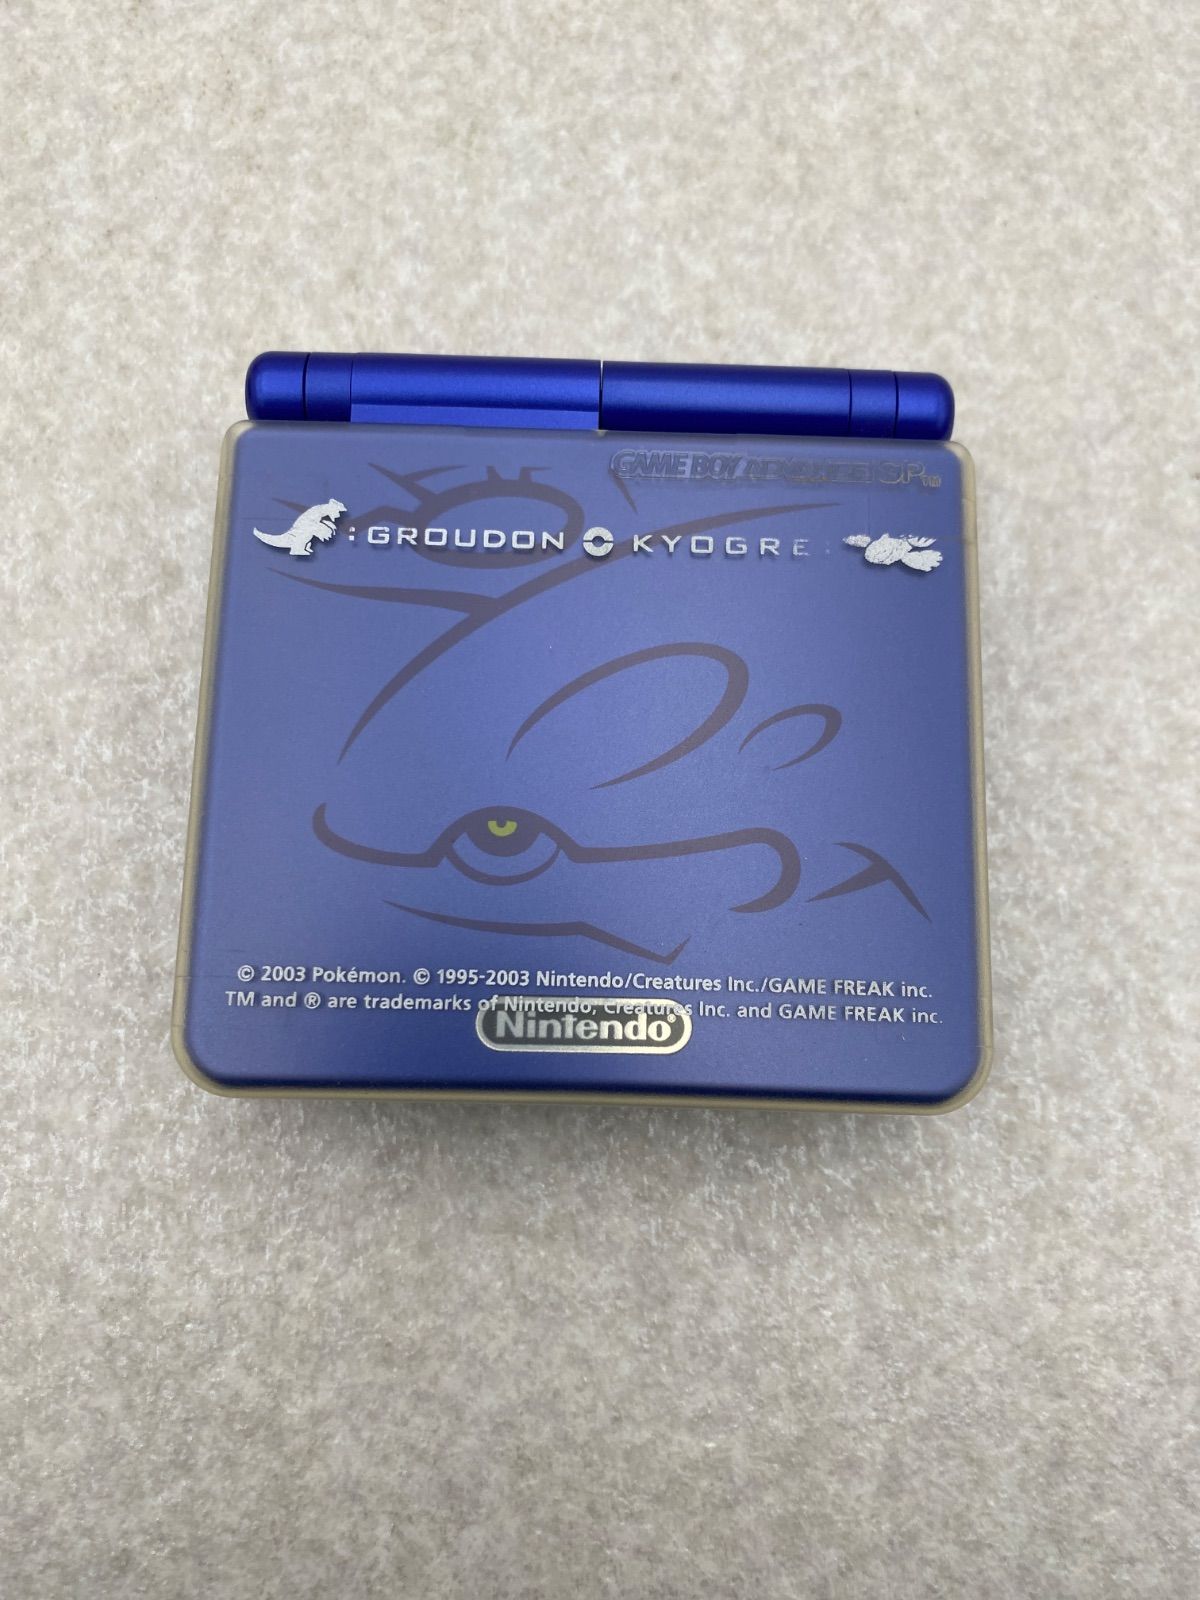 GAME BOY ADVANCE SP™
: GROUDON KYOGRE :
© 2003 Pokémon. © 1995-2003 Nintendo/Creatures Inc./GAME FREAK inc.
TM and ® are trademarks of Nintendo, Creatures Inc. and GAME FREAK inc.
Nintendo®